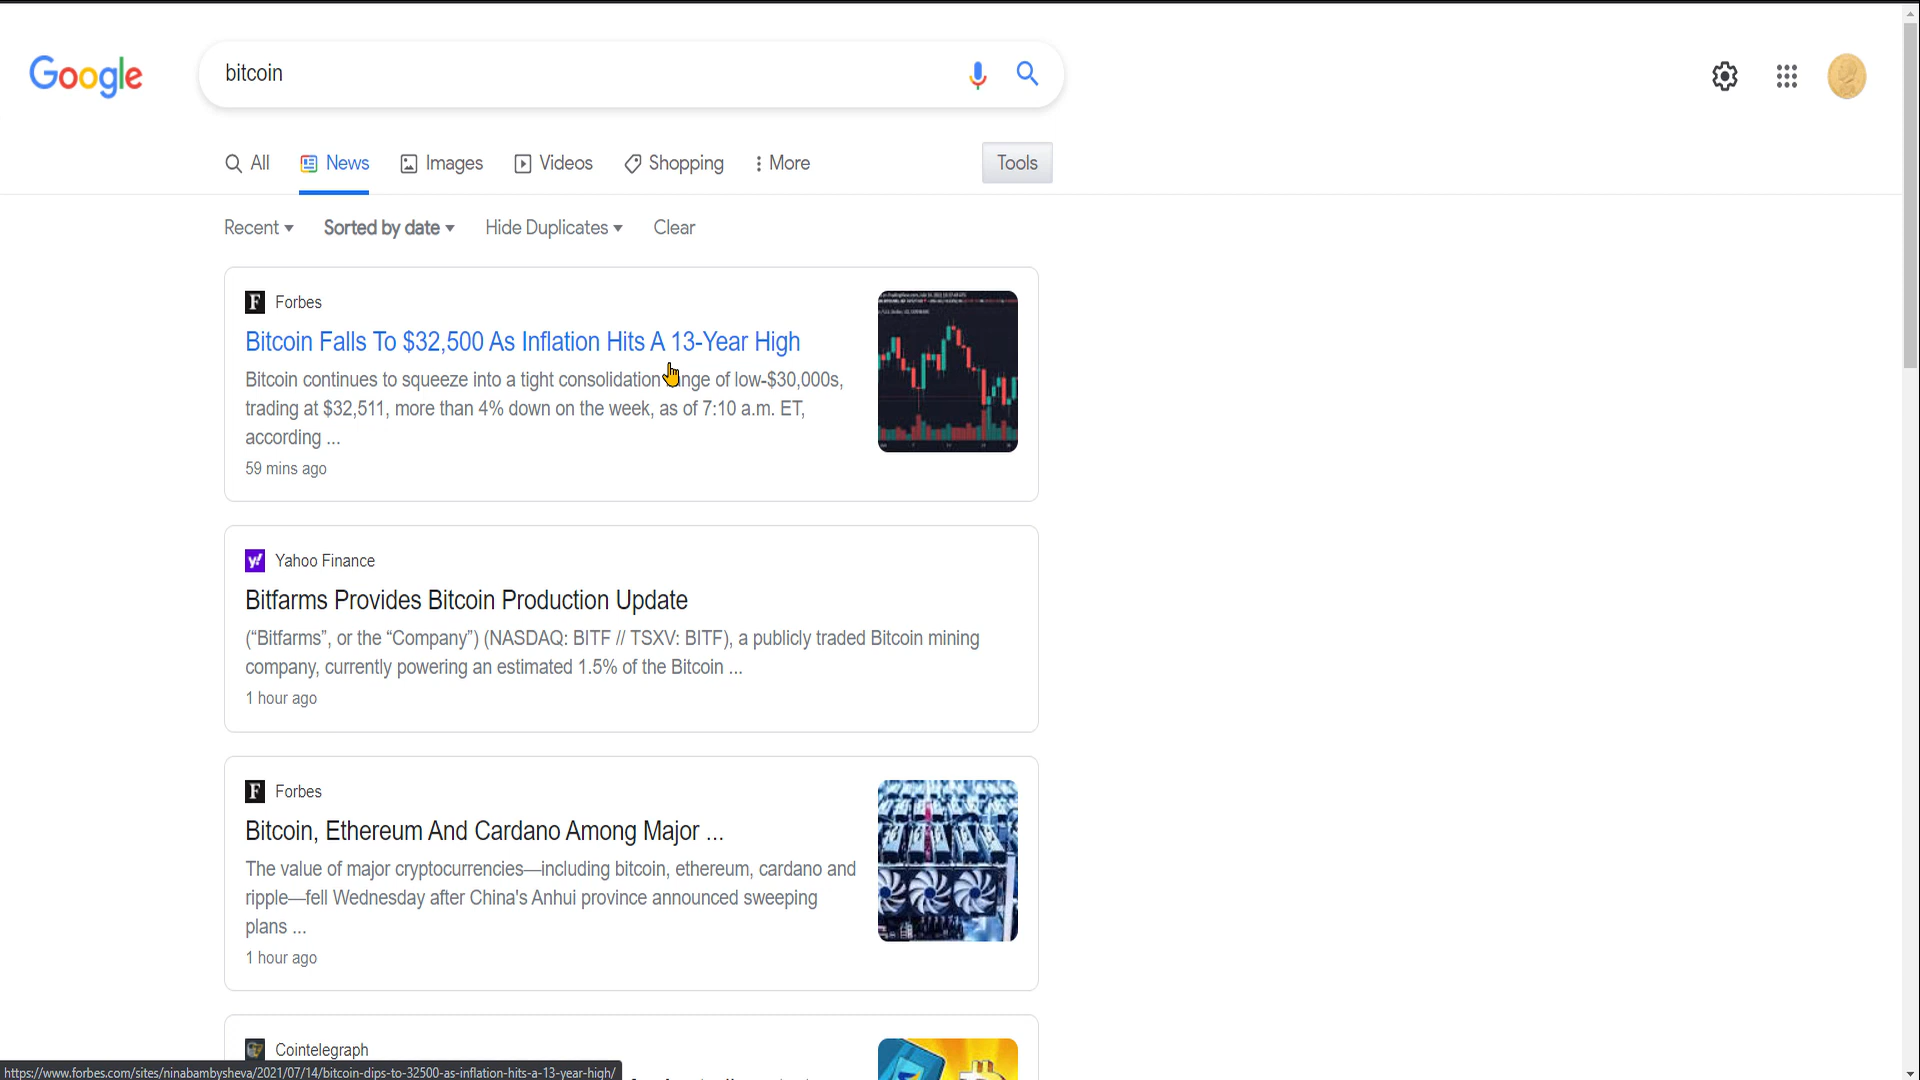 Google
bitcoin
All News Images Videos Shopping More Tools
Recent Sorted by date Hide Duplicates Clear
Forbes
Bitcoin Falls To $32,500 As Inflation Hits A 13-Year High
Bitcoin continues to squeeze into a tight consolidation of low-$30,000s,
trading at $32,511, more than 4% down on the week, as of 7:10 a.m. ET,
according ...
59 mins ago
Yahoo Finance
Bitfarms Provides Bitcoin Production Update
(“Bitfarms”, or the “Company”) (NASDAQ: BITF // TSXV: BITF), a publicly traded Bitcoin mining
company, currently powering an estimated 1.5% of the Bitcoin ...
1 hour ago
Forbes
Bitcoin, Ethereum And Cardano Among Major ...
The value of major cryptocurrencies—including bitcoin, ethereum, cardano and
ripple—fell Wednesday after China's Anhui province announced sweeping
plans ...
1 hour ago
Cointelegraph
https://www.forbes.com/sites/ninabambysheva/2021/07/14/bitcoin-dips-to-32500-as-inflation-hits-a-13-year-high/